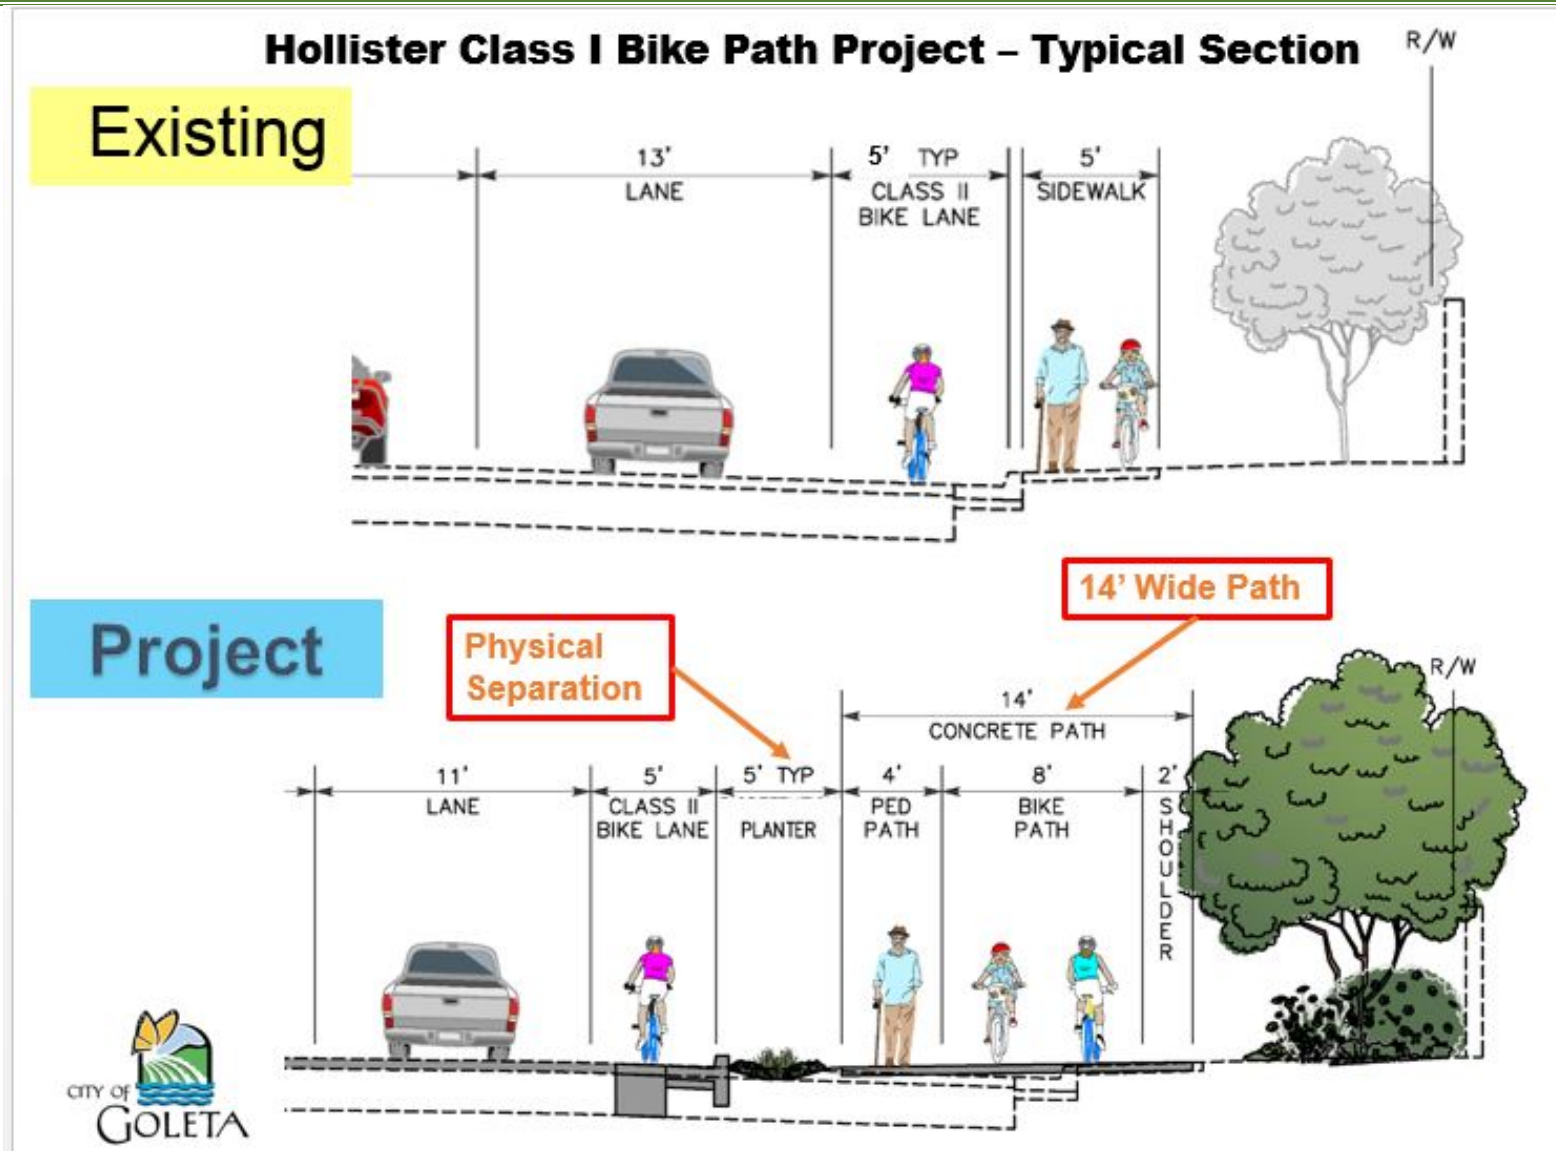 Hollister Class I Bike Path Project – Typical Section
R/W
Existing
13'
LANE
5' TYP
CLASS II
BIKE LANE
5'
SIDEWALK
14' Wide Path
Project
Physical
Separation
R/W
14'
CONCRETE PATH
11'
LANE
5'
CLASS II
BIKE LANE
5' TYP
PLANTER
4'
PED
PATH
8'
BIKE
PATH
2'
SHOULDER
CITY OF
GOLETA